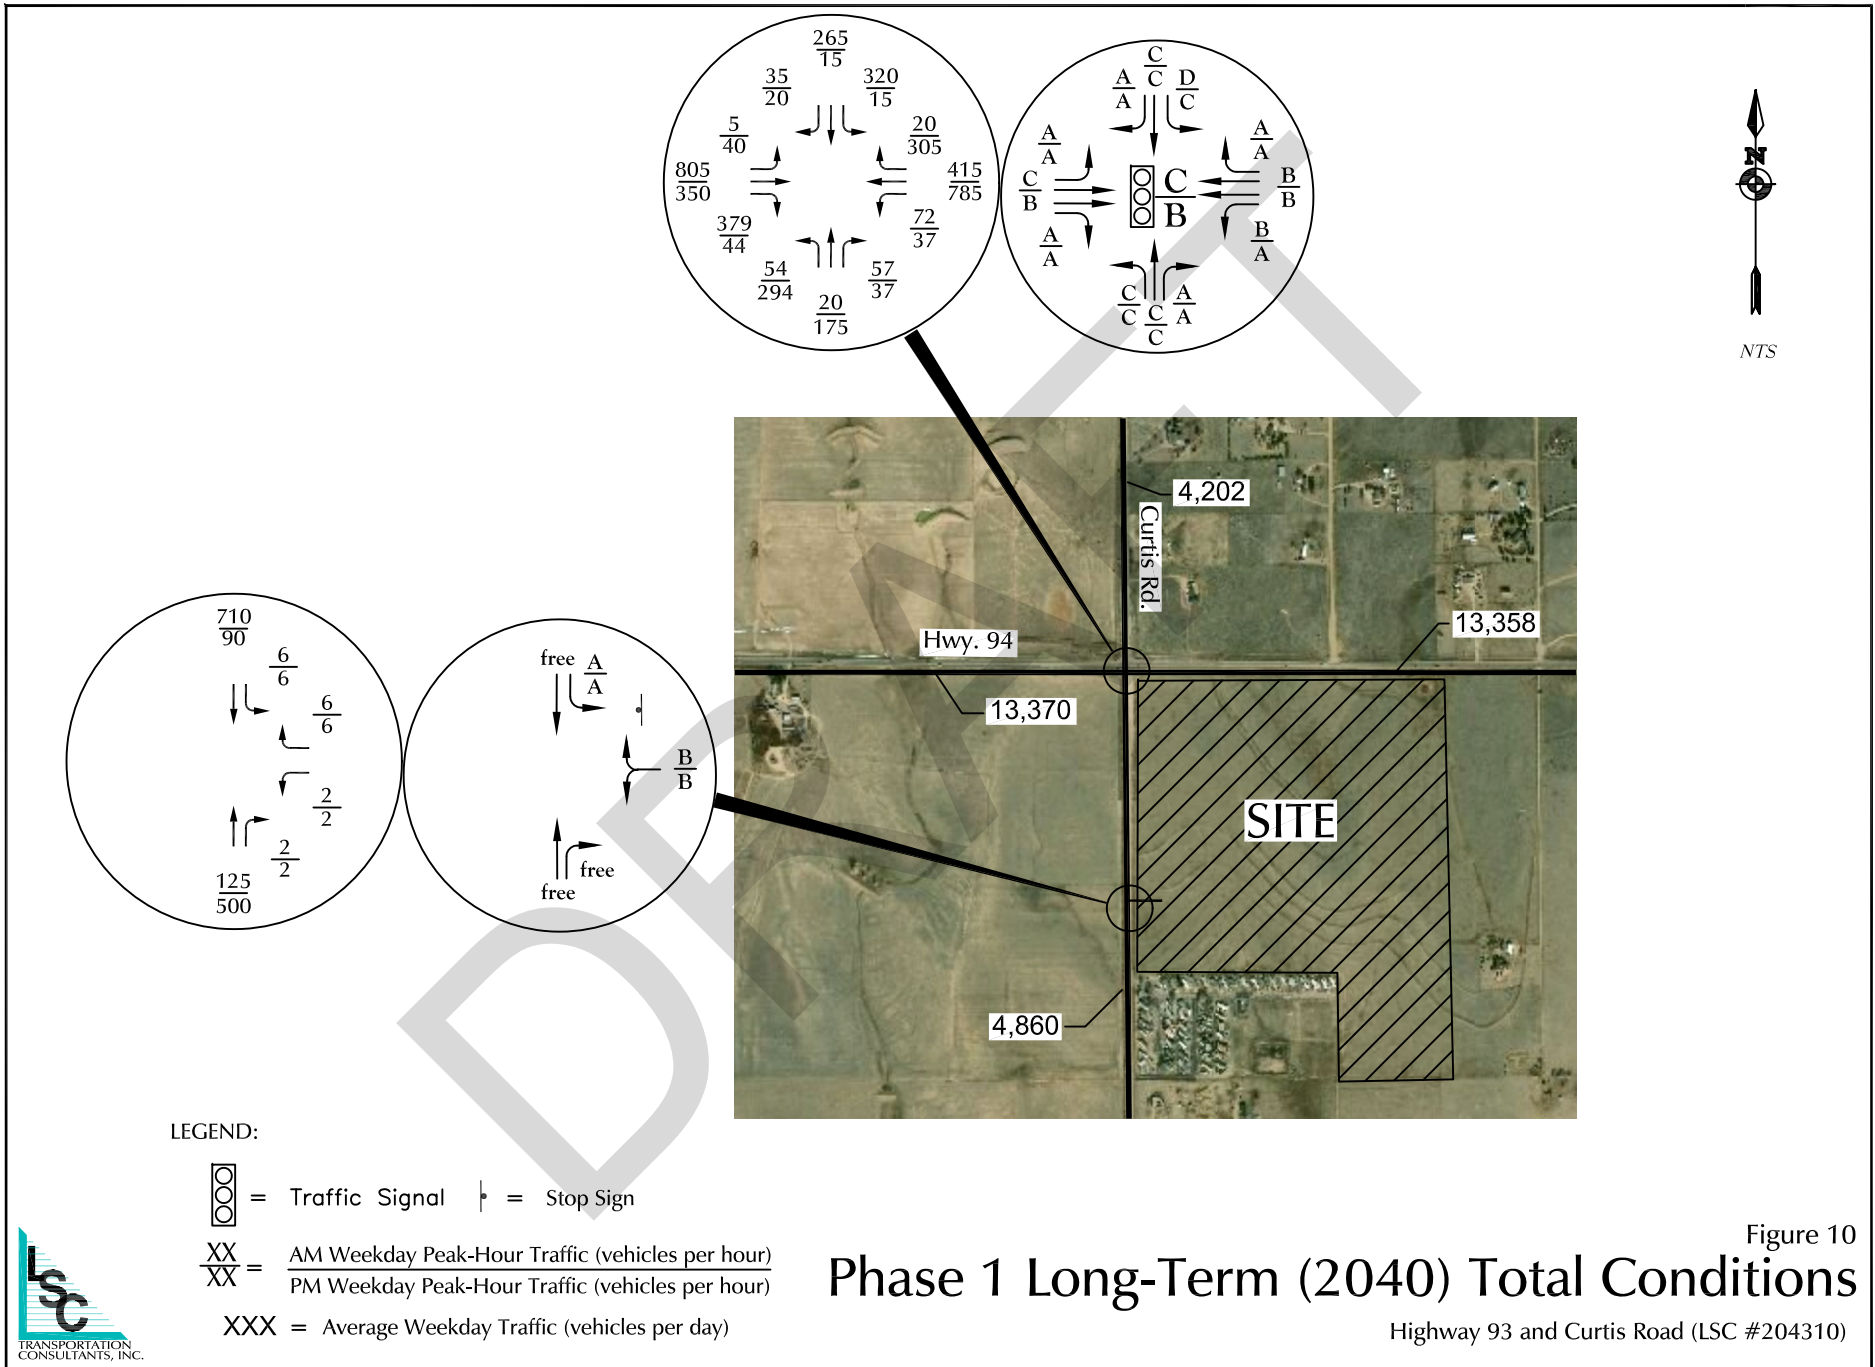 265
15
35
20
320
15
5
40
20
305
805
350
415
785
379
44
72
37
54
294
57
37
20
175
C
C
A
A
D
C
A
A
A
A
C
B
C
B
B
B
A
A
B
A
C
C
C
C
A
A
N
NTS
4,202
Curtis Rd.
Hwy. 94
13,358
13,370
SITE
4,860
710
90
6
6
6
6
2
2
2
2
125
500
free
A
A
B
B
free
free
DRAFT
LEGEND:
= Traffic Signal = Stop Sign
XX
XX
=
AM Weekday Peak-Hour Traffic (vehicles per hour)
PM Weekday Peak-Hour Traffic (vehicles per hour)
XXX = Average Weekday Traffic (vehicles per day)
LSC
TRANSPORTATION
CONSULTANTS, INC.
Figure 10
Phase 1 Long-Term (2040) Total Conditions
Highway 93 and Curtis Road (LSC #204310)